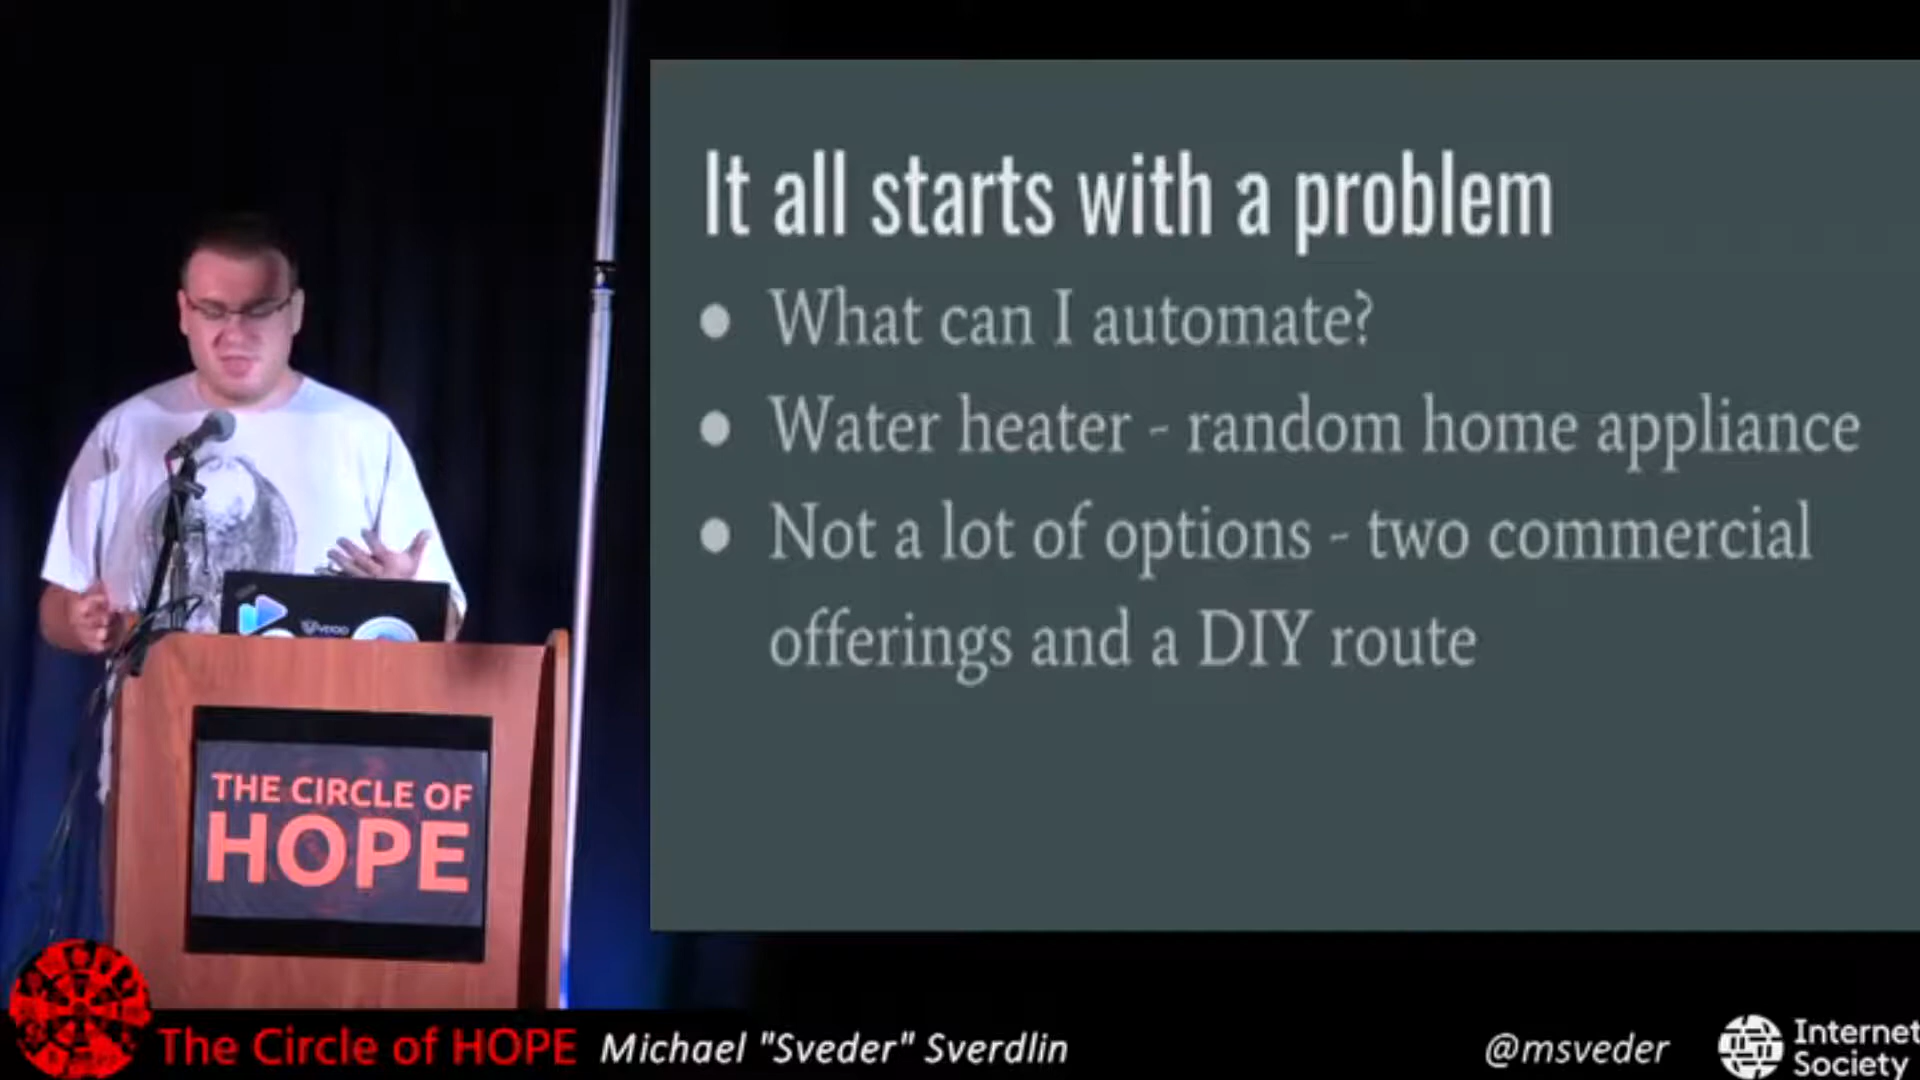 It all starts with a problem
● What can I automate?
● Water heater - random home appliance
● Not a lot of options - two commercial
offerings and a DIY route
THE CIRCLE OF
HOPE
The Circle of HOPE Michael "Sveder" Sverdlin @msveder
Internet
Society